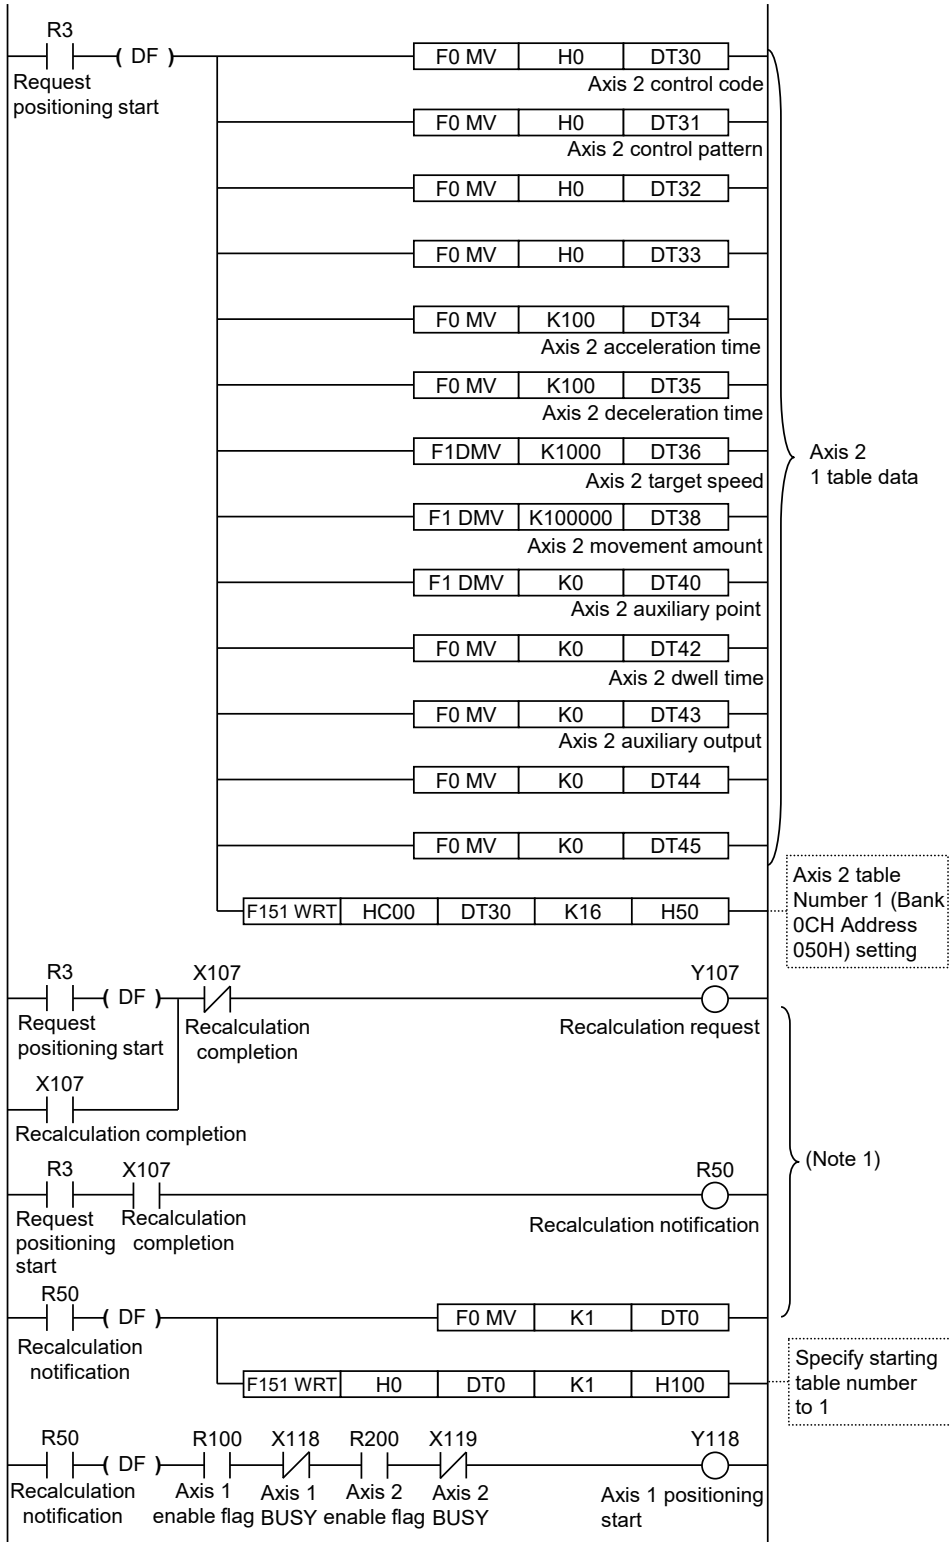 R3
( DF )
F0 MV H0 DT30
Request
positioning start
Axis 2 control code
F0 MV H0 DT31
Axis 2 control pattern
F0 MV H0 DT32
F0 MV H0 DT33
F0 MV K100 DT34
Axis 2 acceleration time
F0 MV K100 DT35
Axis 2 deceleration time
F1DMV K1000 DT36
Axis 2 target speed
Axis 2
1 table data
F1 DMV K100000 DT38
Axis 2 movement amount
F1 DMV K0 DT40
Axis 2 auxiliary point
F0 MV K0 DT42
Axis 2 dwell time
F0 MV K0 DT43
Axis 2 auxiliary output
F0 MV K0 DT44
F0 MV K0 DT45
F151 WRT HC00 DT30 K16 H50
Axis 2 table
Number 1 (Bank
0CH Address
050H) setting
R3 X107 Y107
( DF )
Request
positioning start
Recalculation
completion
Recalculation request
X107
Recalculation completion
(Note 1)
R3 X107 R50
Request
positioning
start
Recalculation
completion
Recalculation notification
R50
( DF )
F0 MV K1 DT0
Recalculation
notification
F151 WRT H0 DT0 K1 H100
Specify starting
table number
to 1
R50 R100 X118 R200 X119 Y118
( DF )
Recalculation
notification
Axis 1
enable flag
Axis 1
BUSY
Axis 2
enable flag
Axis 2
BUSY
Axis 1 positioning
start